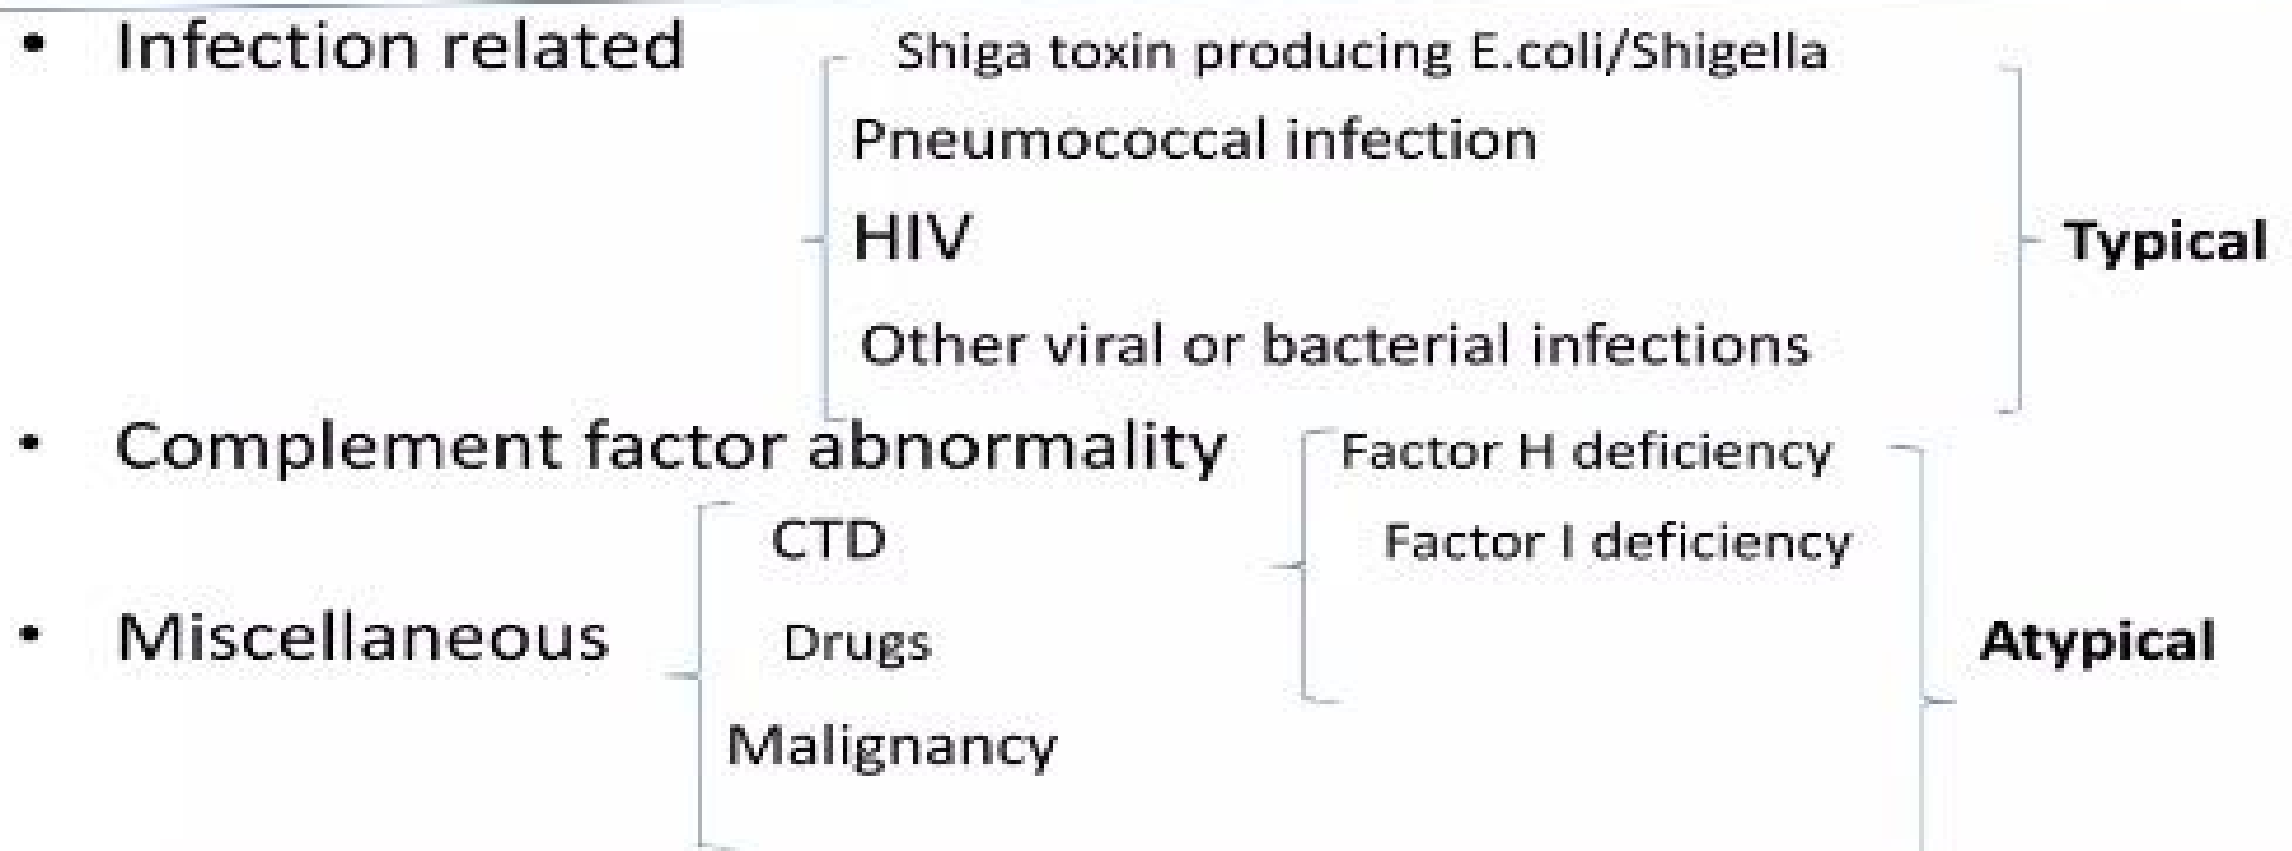 • Infection related
Shiga toxin producing E.coli/Shigella
Pneumococcal infection
HIV
Other viral or bacterial infections
Typical
• Complement factor abnormality
Factor H deficiency
Factor I deficiency
• Miscellaneous
CTD
Drugs
Malignancy
Atypical